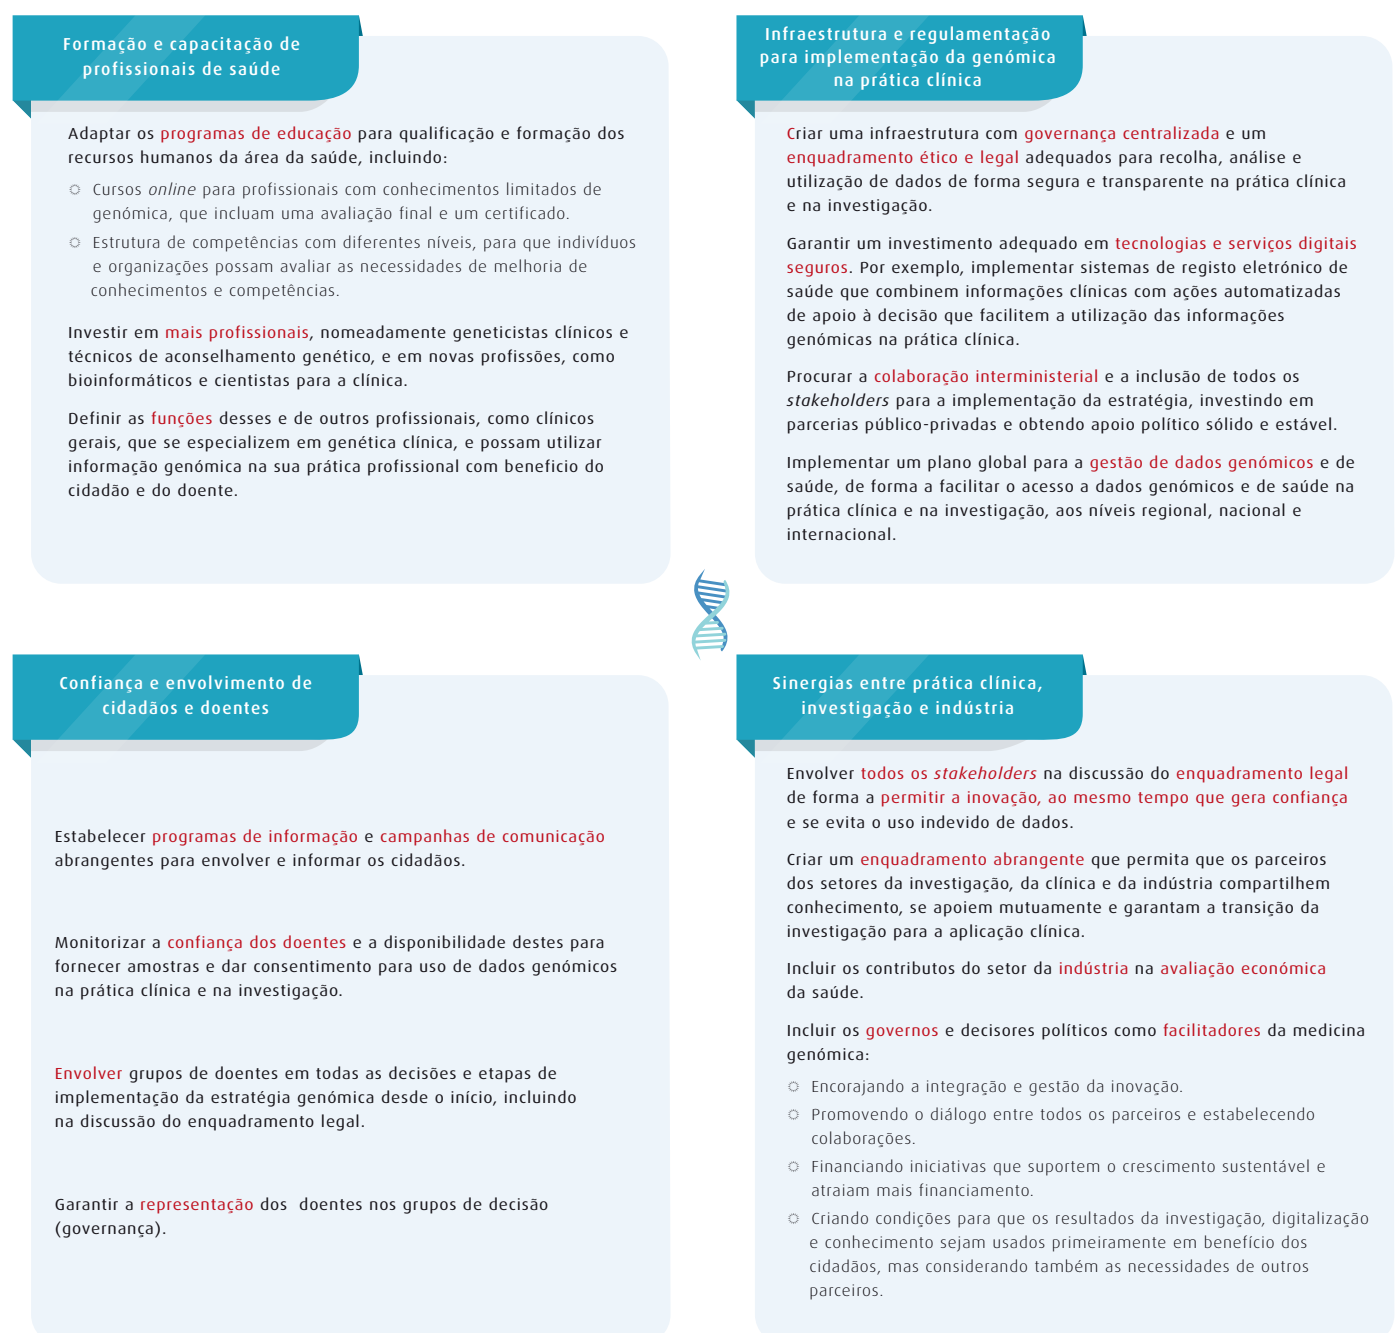 Formação e capacitação de
profissionais de saúde
Adaptar os programas de educação para qualificação e formação dos
recursos humanos da área da saúde, incluindo:
Cursos online para profissionais com conhecimentos limitados de
genómica, que incluam uma avaliação final e um certificado.
Estrutura de competências com diferentes níveis, para que indivíduos
e organizações possam avaliar as necessidades de melhoria de
conhecimentos e competências.
Investir em mais profissionais, nomeadamente geneticistas clínicos e
técnicos de aconselhamento genético, e em novas profissões, como
bioinformáticos e cientistas para a clínica.
Definir as funções desses e de outros profissionais, como clínicos
gerais, que se especializem em genética clínica, e possam utilizar
informação genómica na sua prática profissional com beneficio do
cidadão e do doente.
Infraestrutura e regulamentação
para implementação da genómica
na prática clínica
Criar uma infraestrutura com governança centralizada e um
enquadramento ético e legal adequados para recolha, análise e
utilização de dados de forma segura e transparente na prática clínica
e na investigação.
Garantir um investimento adequado em tecnologias e serviços digitais
seguros. Por exemplo, implementar sistemas de registo eletrónico de
saúde que combinem informações clínicas com ações automatizadas
de apoio à decisão que facilitem a utilização das informações
genómicas na prática clínica.
Procurar a colaboração interministerial e a inclusão de todos os
stakeholders para a implementação da estratégia, investindo em
parcerias público-privadas e obtendo apoio político sólido e estável.
Implementar um plano global para a gestão de dados genómicos e de
saúde, de forma a facilitar o acesso a dados genómicos e de saúde na
prática clínica e na investigação, aos níveis regional, nacional e
internacional.
Confiança e envolvimento de
cidadãos e doentes
Estabelecer programas de informação e campanhas de comunicação
abrangentes para envolver e informar os cidadãos.
Monitorizar a confiança dos doentes e a disponibilidade destes para
fornecer amostras e dar consentimento para uso de dados genómicos
na prática clínica e na investigação.
Envolver grupos de doentes em todas as decisões e etapas de
implementação da estratégia genómica desde o início, incluindo
na discussão do enquadramento legal.
Garantir a representação dos doentes nos grupos de decisão
(governança).
Sinergias entre prática clínica,
investigação e indústria
Envolver todos os stakeholders na discussão do enquadramento legal
de forma a permitir a inovação, ao mesmo tempo que gera confiança
e se evita o uso indevido de dados.
Criar um enquadramento abrangente que permita que os parceiros
dos setores da investigação, da clínica e da indústria compartilhem
conhecimento, se apoiem mutuamente e garantam a transição da
investigação para a aplicação clínica.
Incluir os contributos do setor da indústria na avaliação económica
da saúde.
Incluir os governos e decisores políticos como facilitadores da medicina
genómica:
Encorajando a integração e gestão da inovação.
Promovendo o diálogo entre todos os parceiros e estabelecendo
colaborações.
Financiando iniciativas que suportem o crescimento sustentável e
atraiam mais financiamento.
Criando condições para que os resultados da investigação, digitalização
e conhecimento sejam usados primeiramente em benefício dos
cidadãos, mas considerando também as necessidades de outros
parceiros.